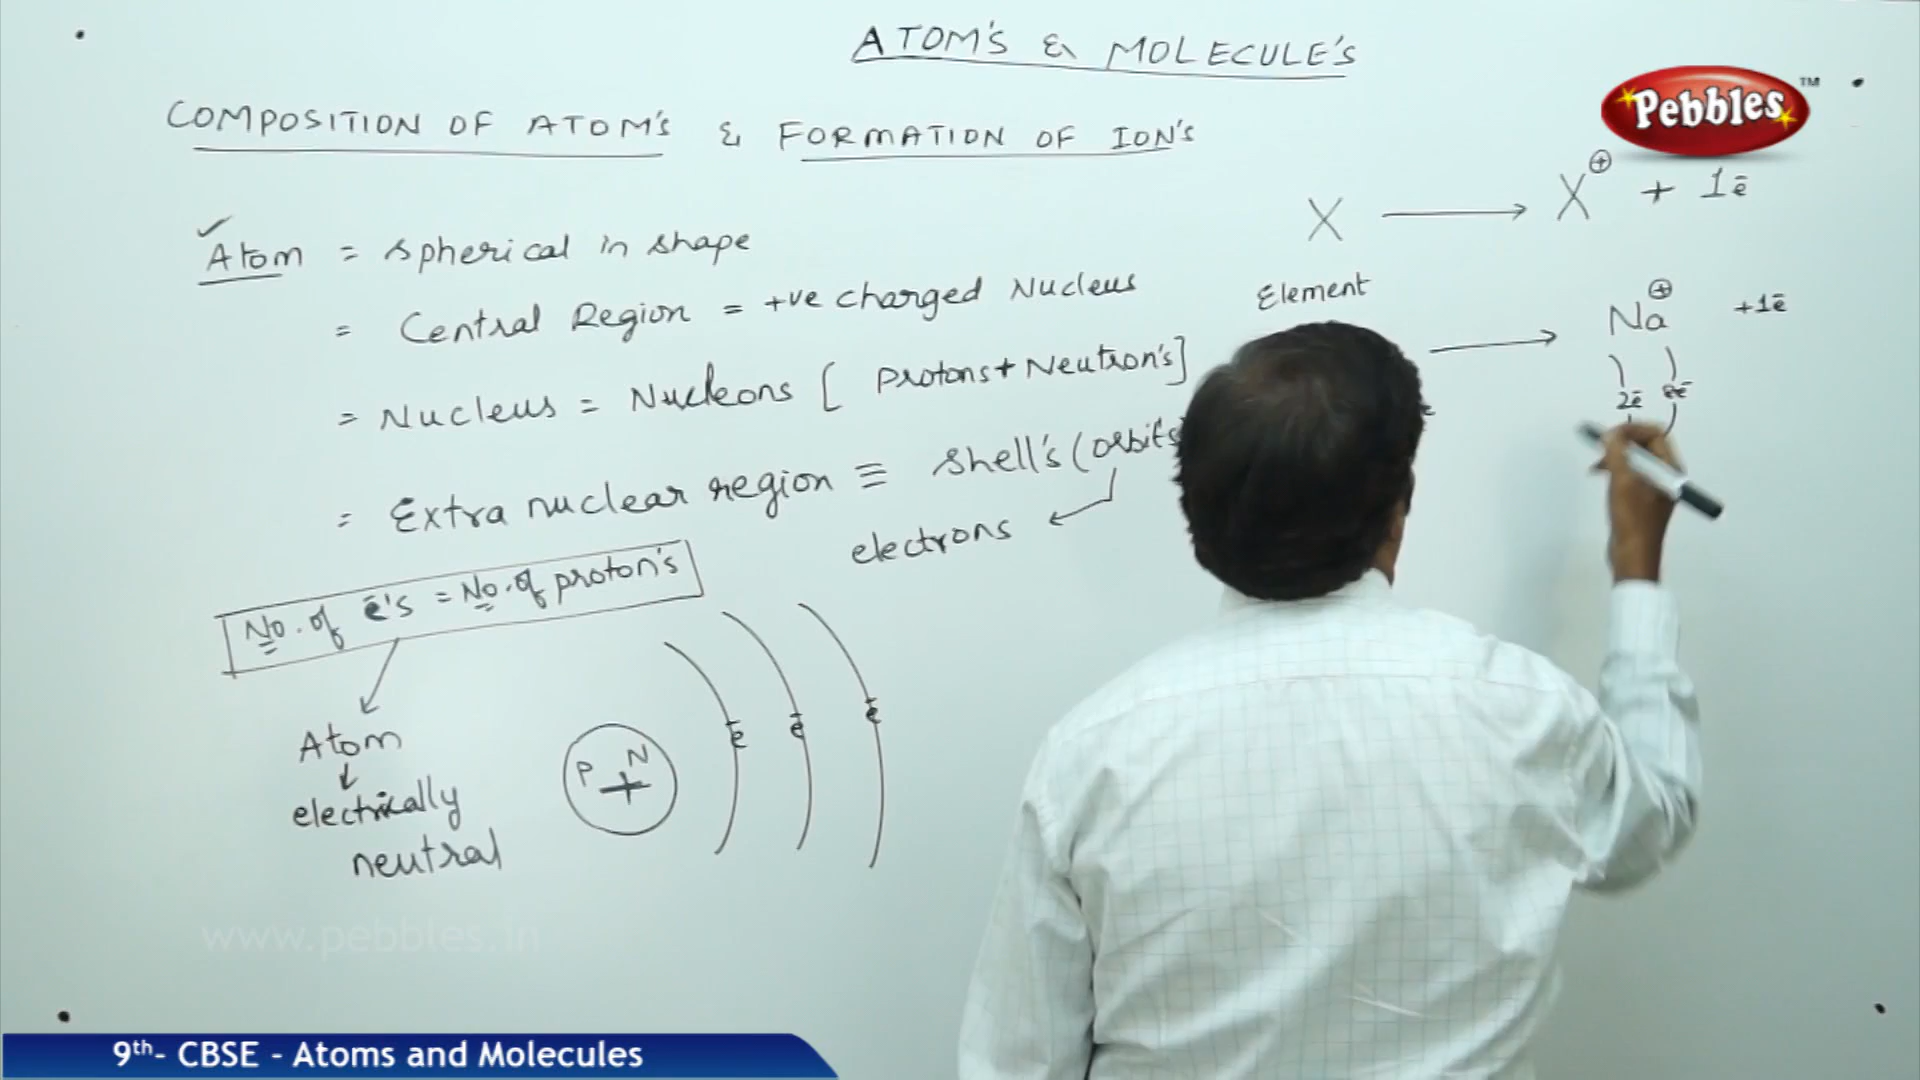 ATOM'S & MOLECULE'S
Pebbles™
COMPOSITION OF ATOM'S & FORMATION OF ION'S
X ⟶ X⊕ + 1ē
Element
Atom = spherical in shape
= Central Region = +ve charged Nucleus
= Nucleus = Nucleons [ Protons + Neutron's ]
= Extra nuclear region ≡ shell's (orbits
electrons
⟶ Na⊕ +1ē
2ē 8ē
No. of ē's = No. of proton's
Atom
electrically
neutral
P N
+
ē ē ē
www.pebbles.in
9th- CBSE - Atoms and Molecules